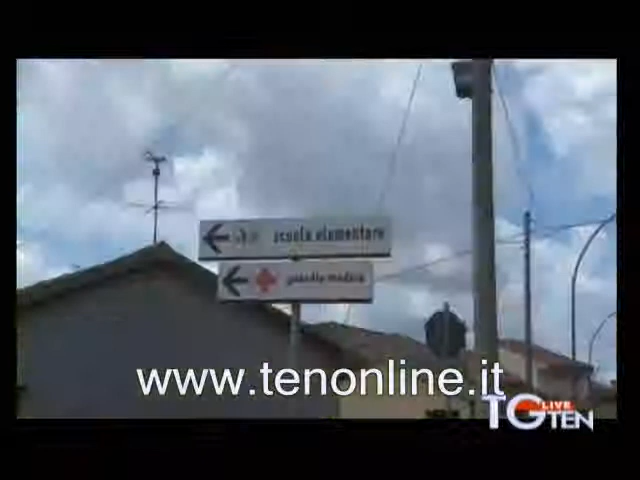 scuola elementare
guardia medica
www.tenonline.it
TG LIVE TEN